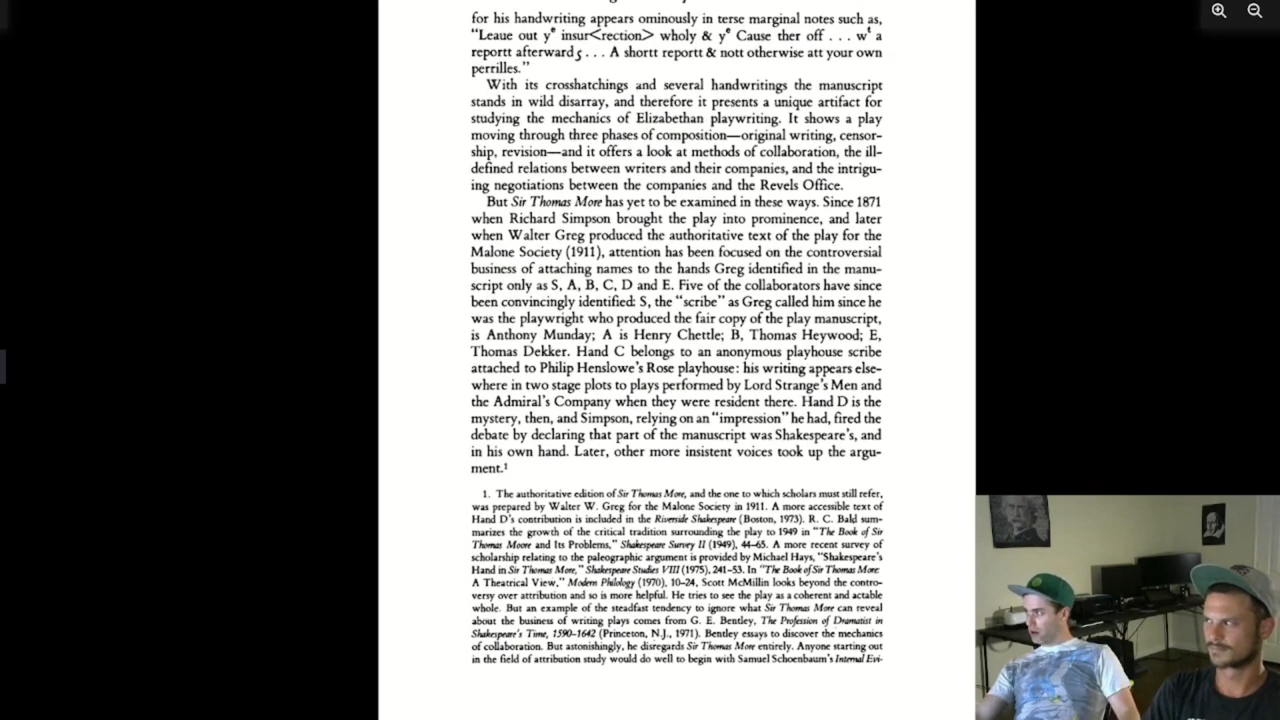 for his handwriting appears ominously in terse marginal notes such as,
“Leaue out yᵉ insur<rection> wholy & yᵉ Cause ther off . . . wᵗ a
reportt afterwardς . . . A shortt reportt & nott otherwise att your own
perrilles.”
With its crosshatchings and several handwritings the manuscript
stands in wild disarray, and therefore it presents a unique artifact for
studying the mechanics of Elizabethan playwriting. It shows a play
moving through three phases of composition—original writing, censor-
ship, revision—and it offers a look at methods of collaboration, the ill-
defined relations between writers and their companies, and the intrigu-
ing negotiations between the companies and the Revels Office.
But Sir Thomas More has yet to be examined in these ways. Since 1871
when Richard Simpson brought the play into prominence, and later
when Walter Greg produced the authoritative text of the play for the
Malone Society (1911), attention has been focused on the controversial
business of attaching names to the hands Greg identified in the manu-
script only as S, A, B, C, D and E. Five of the collaborators have since
been convincingly identified: S, the “scribe” as Greg called him since he
was the playwright who produced the fair copy of the play manuscript,
is Anthony Munday; A is Henry Chettle; B, Thomas Heywood; E,
Thomas Dekker. Hand C belongs to an anonymous playhouse scribe
attached to Philip Henslowe’s Rose playhouse: his writing appears else-
where in two stage plots to plays performed by Lord Strange’s Men and
the Admiral’s Company when they were resident there. Hand D is the
mystery, then, and Simpson, relying on an “impression” he had, fired the
debate by declaring that part of the manuscript was Shakespeare’s, and
in his own hand. Later, other more insistent voices took up the argu-
ment.¹
1. The authoritative edition of Sir Thomas More, and the one to which scholars must still refer,
was prepared by Walter W. Greg for the Malone Society in 1911. A more accessible text of
Hand D’s contribution is included in the Riverside Shakespeare (Boston, 1973). R. C. Bald sum-
marizes the growth of the critical tradition surrounding the play to 1949 in “The Book of Sir
Thomas Moore and Its Problems,” Shakespeare Survey II (1949), 44–65. A more recent survey of
scholarship relating to the paleographic argument is provided by Michael Hays, “Shakespeare’s
Hand in Sir Thomas More,” Shakespeare Studies VIII (1975), 241–53. In “The Book of Sir Thomas More:
A Theatrical View,” Modern Philology (1970), 10–24, Scott McMillin looks beyond the contro-
versy over attribution and so is more helpful. He tries to see the play as a coherent and actable
whole. But an example of the steadfast tendency to ignore what Sir Thomas More can reveal
about the business of writing plays comes from G. E. Bentley, The Profession of Dramatist in
Shakespeare’s Time, 1590–1642 (Princeton, N.J., 1971). Bentley essays to discover the mechanics
of collaboration. But astonishingly, he disregards Sir Thomas More entirely. Anyone starting out
in the field of attribution study would do well to begin with Samuel Schoenbaum’s Internal Evi-